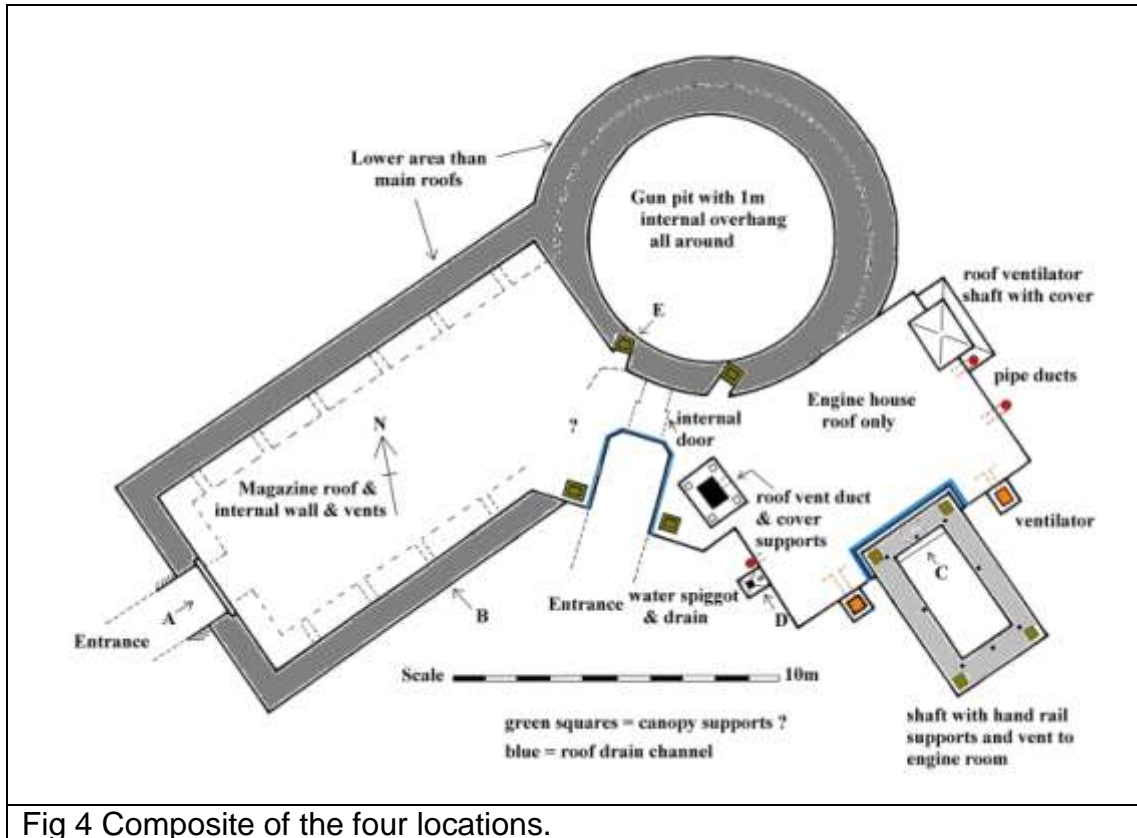 Lower area than
main roofs
Gun pit with 1m
internal overhang
all around
roof ventilator
shaft with cover
E
pipe ducts
Engine house
roof only
internal
door
?
N
Magazine roof &
internal wall & vents
roof vent duct
& cover
supports
ventilator
C
A
Entrance
B
Entrance
water spiggot
& drain
D
Scale
10m
shaft with hand rail
supports and vent to
engine room
green squares = canopy supports ?
blue = roof drain channel
Fig 4 Composite of the four locations.